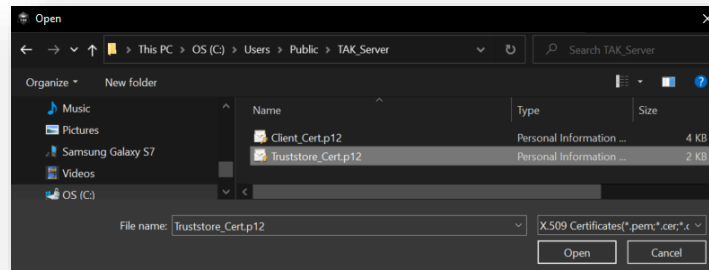 Open
This PC > OS (C:) > Users > Public > TAK_Server
Search TAK_Server
Organize
New folder
Music
Pictures
Samsung Galaxy S7
Videos
OS (C:)
Name Type Size
Client_Cert.p12 Personal Information ... 4 KB
Truststore_Cert.p12 Personal Information ... 2 KB
File name: Truststore_Cert.p12
X.509 Certificates(*.pem;*.cer;*.c
Open Cancel